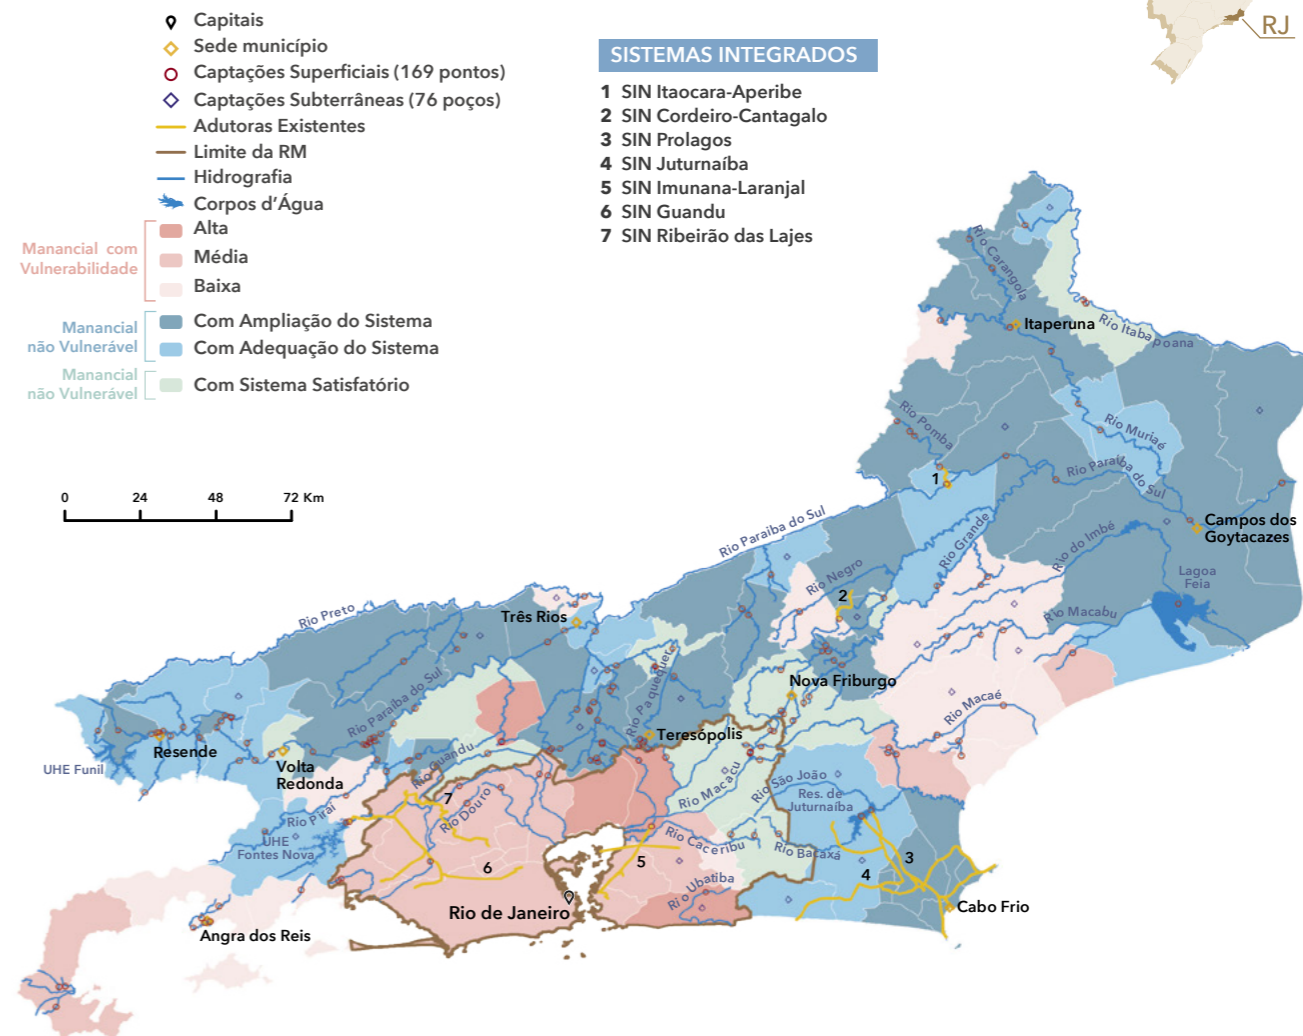 RJ
Capitais
Sede município
Captações Superficiais (169 pontos)
Captações Subterrâneas (76 poços)
Adutoras Existentes
Limite da RM
Hidrografia
Corpos d'Água
Manancial com
Vulnerabilidade
Alta
Média
Baixa
Manancial
não Vulnerável
Com Ampliação do Sistema
Com Adequação do Sistema
Manancial
não Vulnerável
Com Sistema Satisfatório
SISTEMAS INTEGRADOS
1 SIN Itaocara-Aperibe
2 SIN Cordeiro-Cantagalo
3 SIN Prolagos
4 SIN Juturnaíba
5 SIN Imunana-Laranjal
6 SIN Guandu
7 SIN Ribeirão das Lajes
0 24 48 72 Km
Rio Carangola
Itaperuna
Rio Itabapoana
Rio Pomba
Rio Muriaé
1
Rio Paraíba do Sul
Campos dos
Goytacazes
Rio Paraíba do Sul
Rio Grande
Rio do Imbé
Lagoa
Feia
Rio Negro
2
Rio Macabu
Rio Preto
Três Rios
Rio Paquequer
Nova Friburgo
Rio Macaé
Rio Paraíba do Sul
Resende
Volta
Redonda
UHE Funil
Teresópolis
Rio Guandu
Rio Macacu
Rio São João
Res. de
Juturnaíba
7
Rio Douto
Rio Piraí
UHE
Fontes Nova
Rio Caceribu
Rio Bacaxá
3
4
5
6
Rio Ubatiba
Rio de Janeiro
Cabo Frio
Angra dos Reis